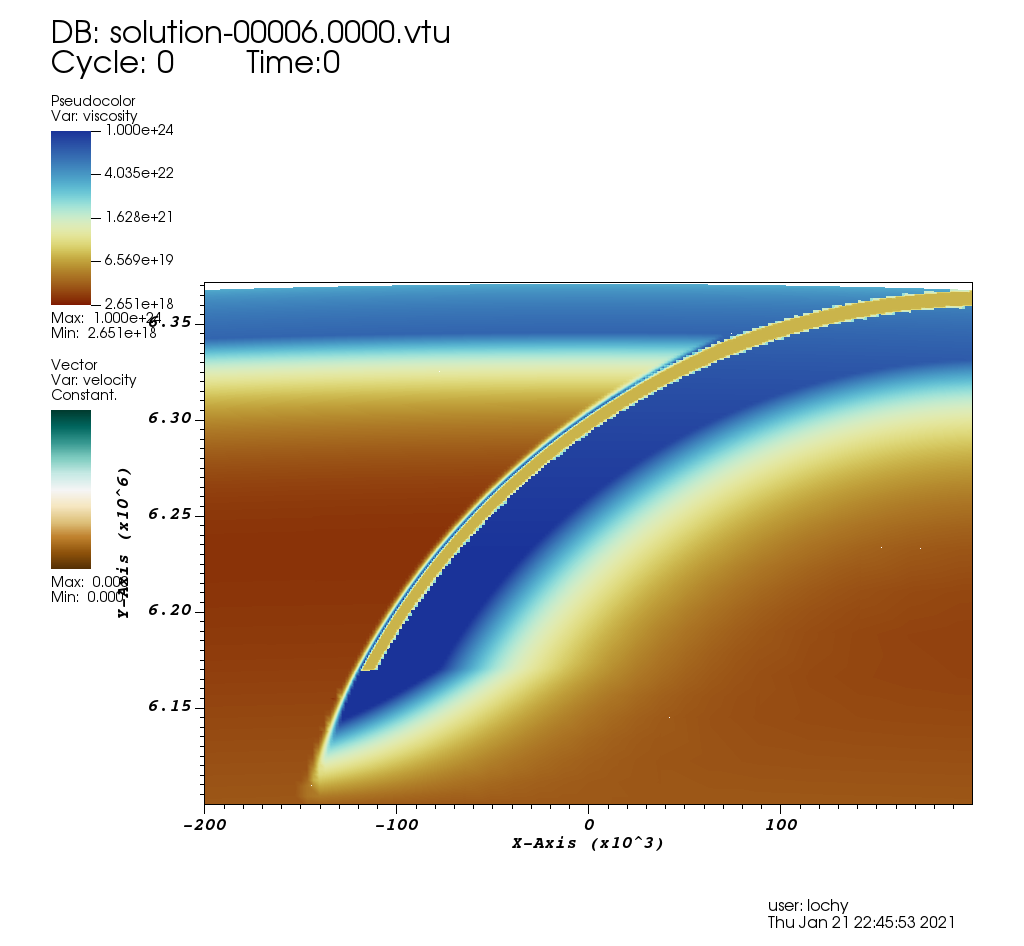 DB: solution-00006.0000.vtu
Cycle: 0 Time:0
Pseudocolor
Var: viscosity
1.000e+24
4.035e+22
1.628e+21
6.569e+19
2.651e+18
Max: 1.000e+24
Min: 2.651e+18
Vector
Var: velocity
Constant.
Max: 0.000
Min: 0.000
Y-Axis (x10^6)
6.35
6.30
6.25
6.20
6.15
-200
-100
0
100
X-Axis (x10^3)
user: lochy
Thu Jan 21 22:45:53 2021